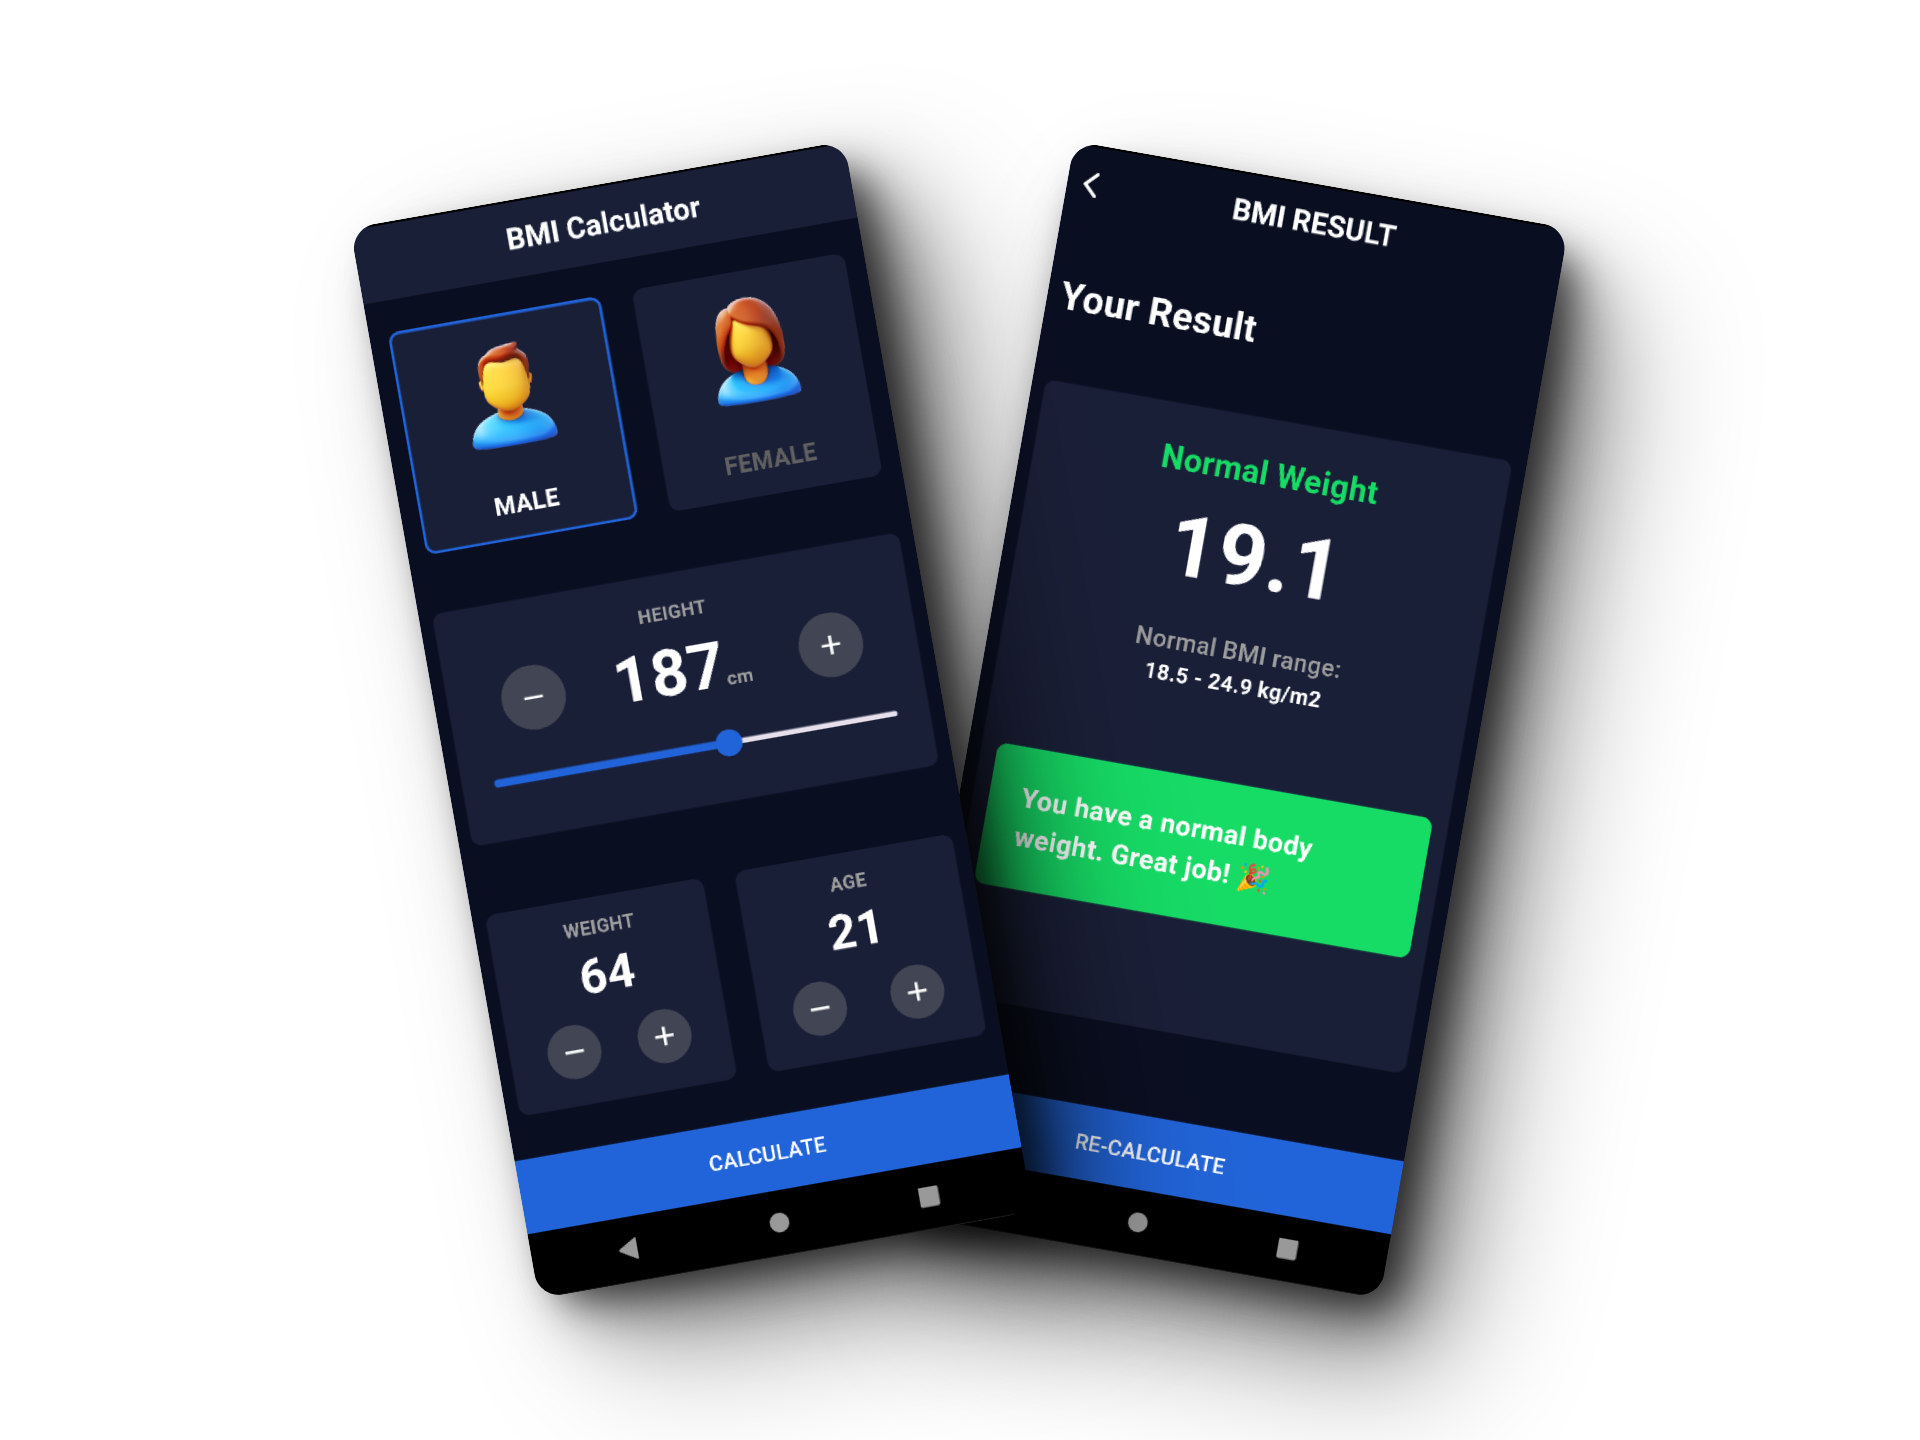 BMI Calculator
MALE
FEMALE
HEIGHT
187 cm
WEIGHT
64
AGE
21
CALCULATE
BMI RESULT
Your Result
Normal Weight
19.1
Normal BMI range:
18.5 - 24.9 kg/m2
You have a normal body
weight. Great job! 🎉
RE-CALCULATE